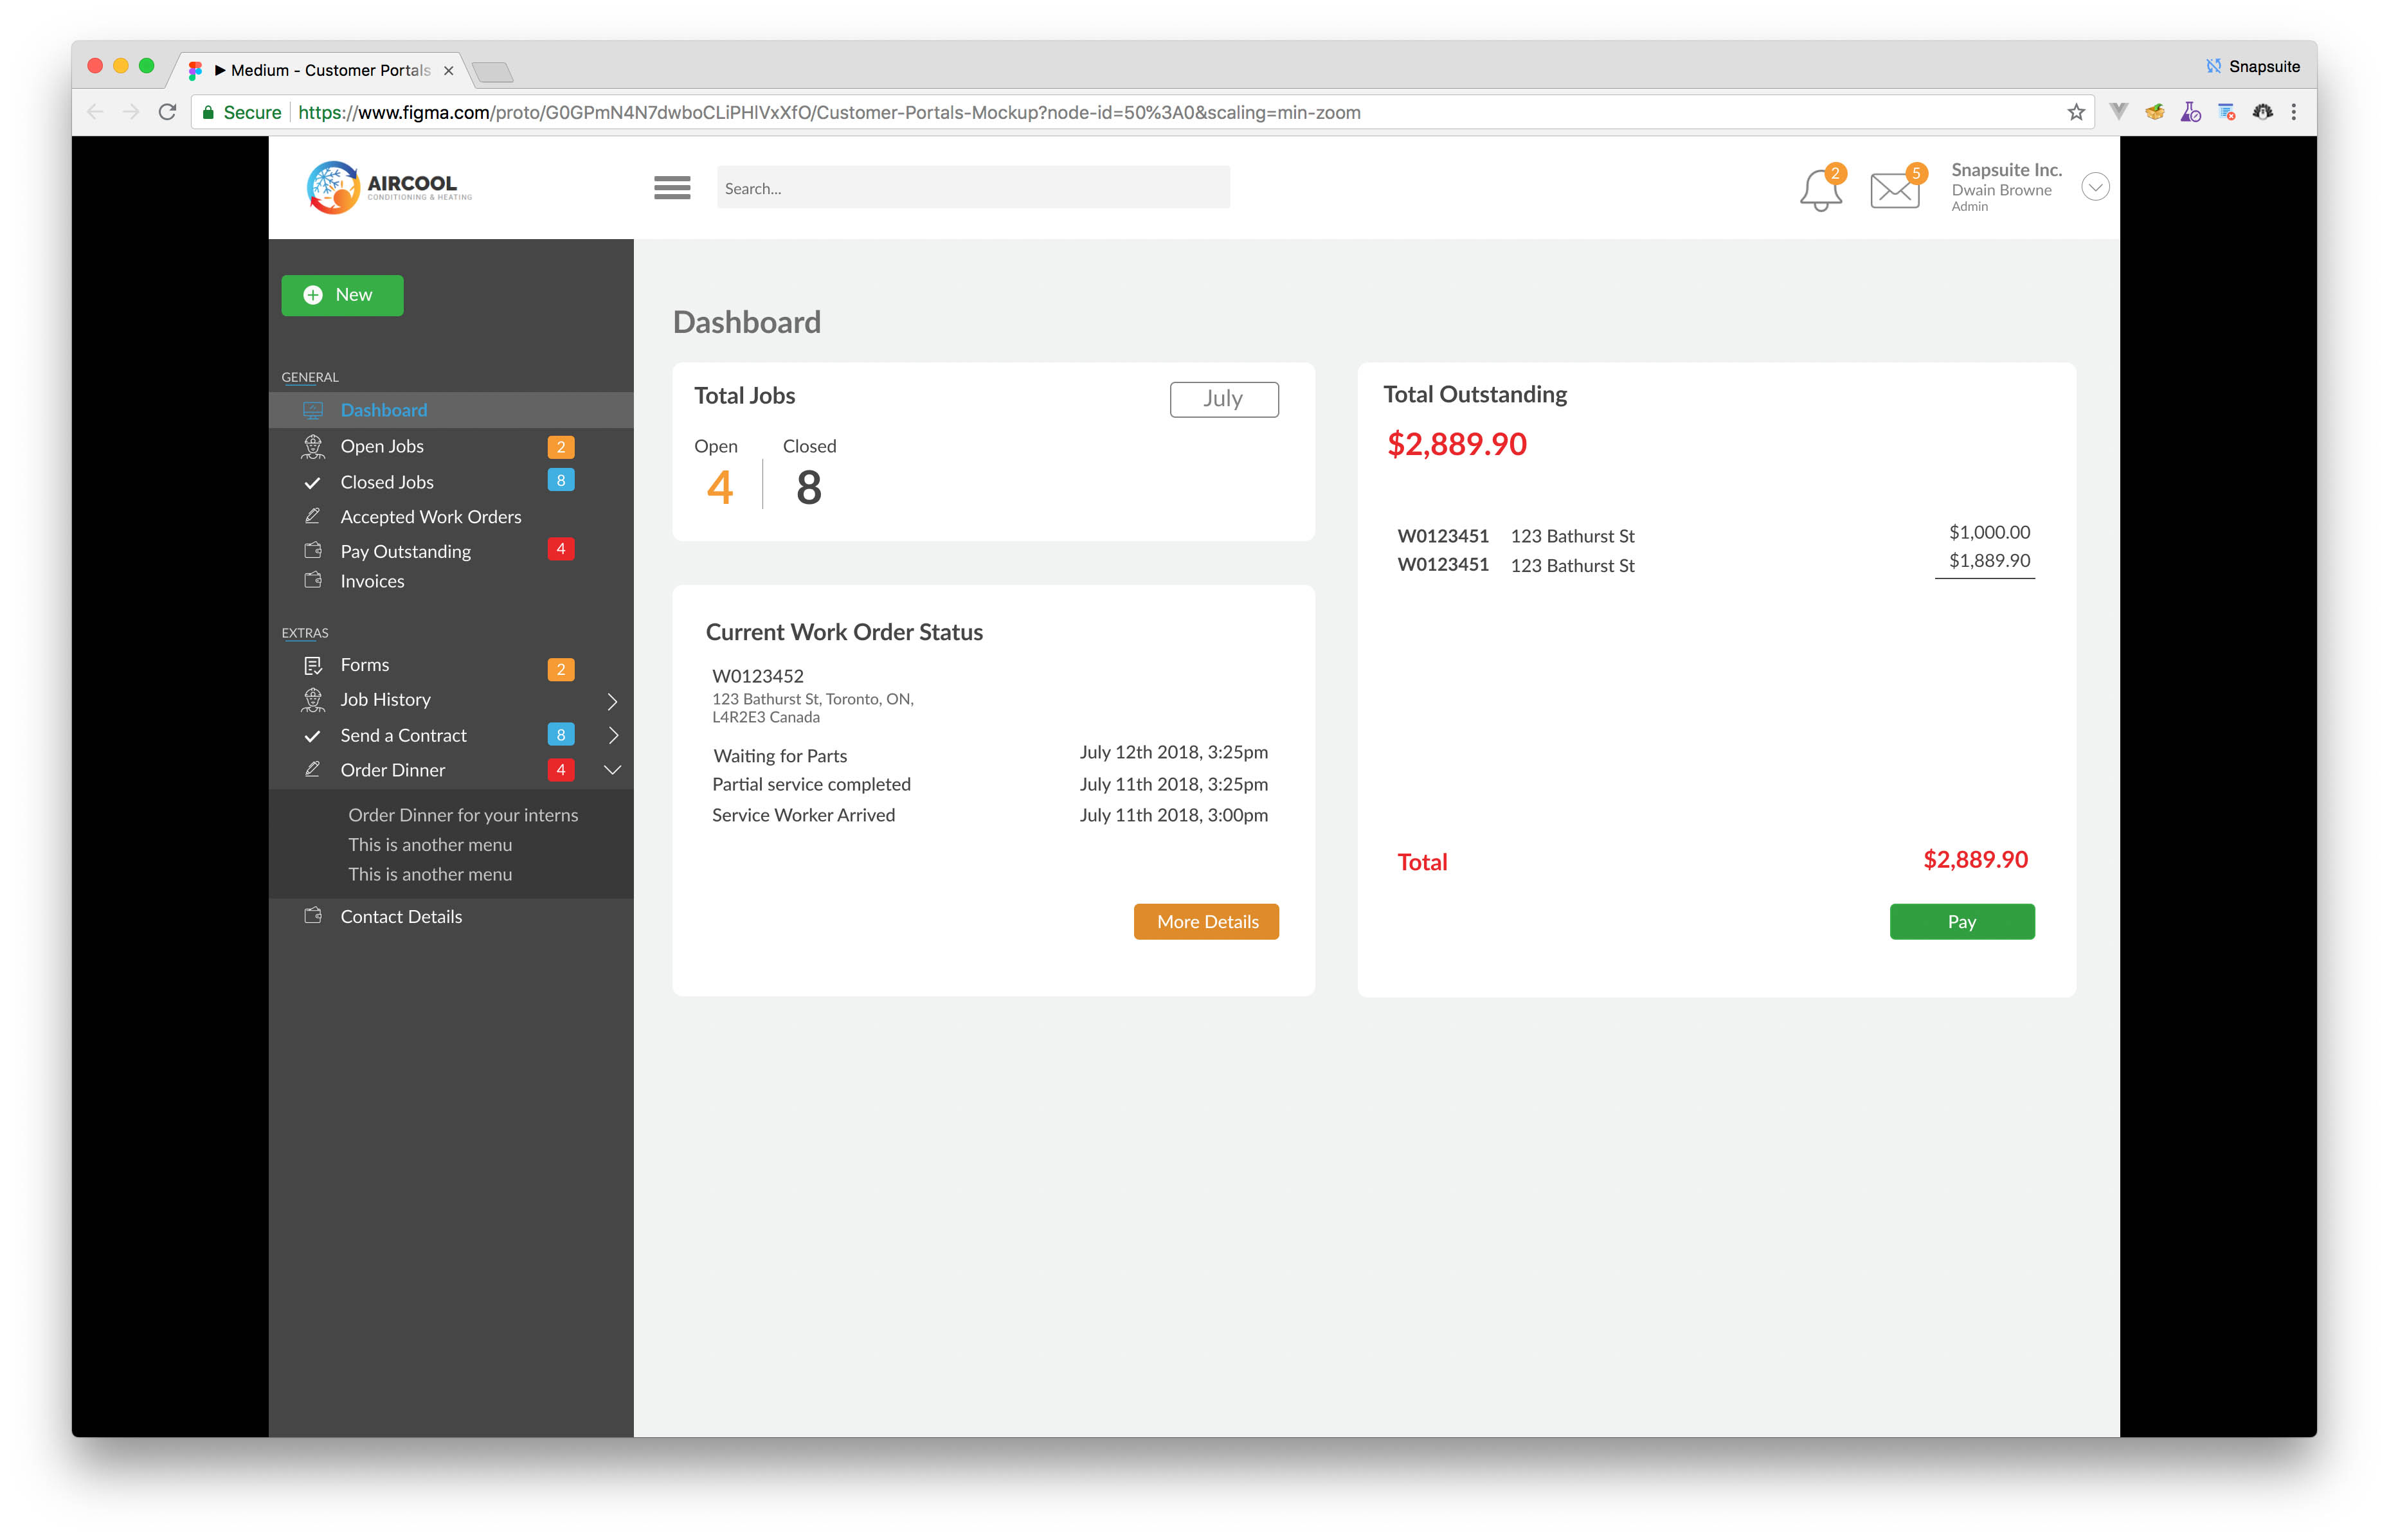 Medium - Customer Portals
Snapsuite
Secure https://www.figma.com/proto/G0GPmN4N7dwboCLiPHlVxXfO/Customer-Portals-Mockup?node-id=50%3A0&scaling=min-zoom
AIRCOOL
CONDITIONING & HEATING
Search...
2
5
Snapsuite Inc.
Dwain Browne
Admin
New
GENERAL
Dashboard
Open Jobs 2
Closed Jobs 8
Accepted Work Orders
Pay Outstanding 4
Invoices
EXTRAS
Forms 2
Job History
Send a Contract 8
Order Dinner 4
Order Dinner for your interns
This is another menu
This is another menu
Contact Details
Dashboard
Total Jobs July
Open Closed
4 8
Current Work Order Status
W0123452
123 Bathurst St, Toronto, ON,
L4R2E3 Canada
Waiting for Parts July 12th 2018, 3:25pm
Partial service completed July 11th 2018, 3:25pm
Service Worker Arrived July 11th 2018, 3:00pm
More Details
Total Outstanding
$2,889.90
W0123451 123 Bathurst St $1,000.00
W0123451 123 Bathurst St $1,889.90
Total $2,889.90
Pay